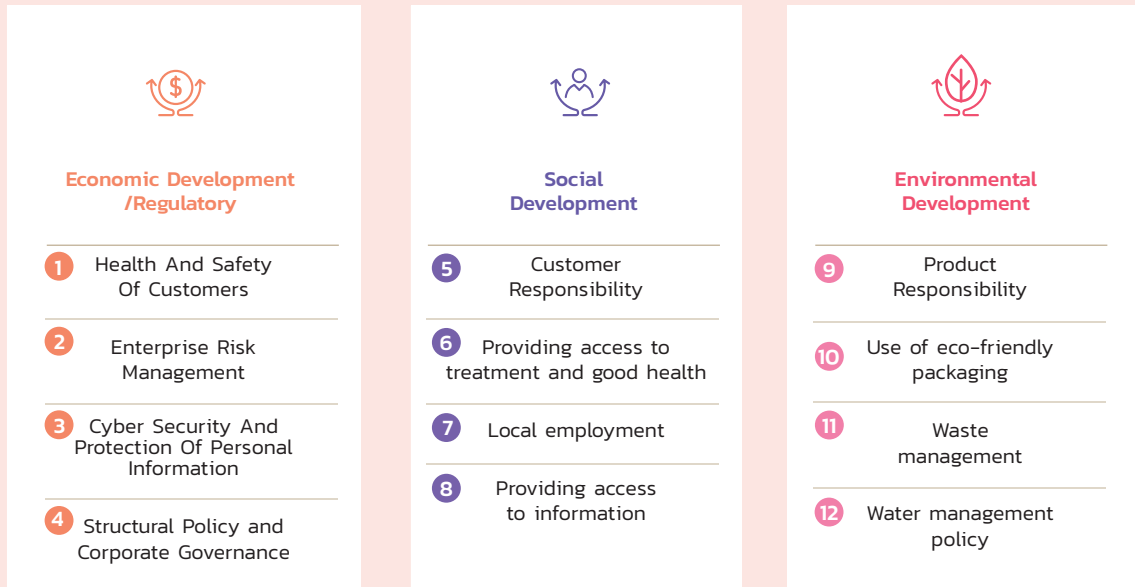 $
Economic Development
/Regulatory
1
Health And Safety
Of Customers
2
Enterprise Risk
Management
3
Cyber Security And
Protection Of Personal
Information
4
Structural Policy and
Corporate Governance
Social
Development
5
Customer
Responsibility
6
Providing access to
treatment and good health
7
Local employment
8
Providing access
to information
Environmental
Development
9
Product
Responsibility
10
Use of eco-friendly
packaging
11
Waste
management
12
Water management
policy